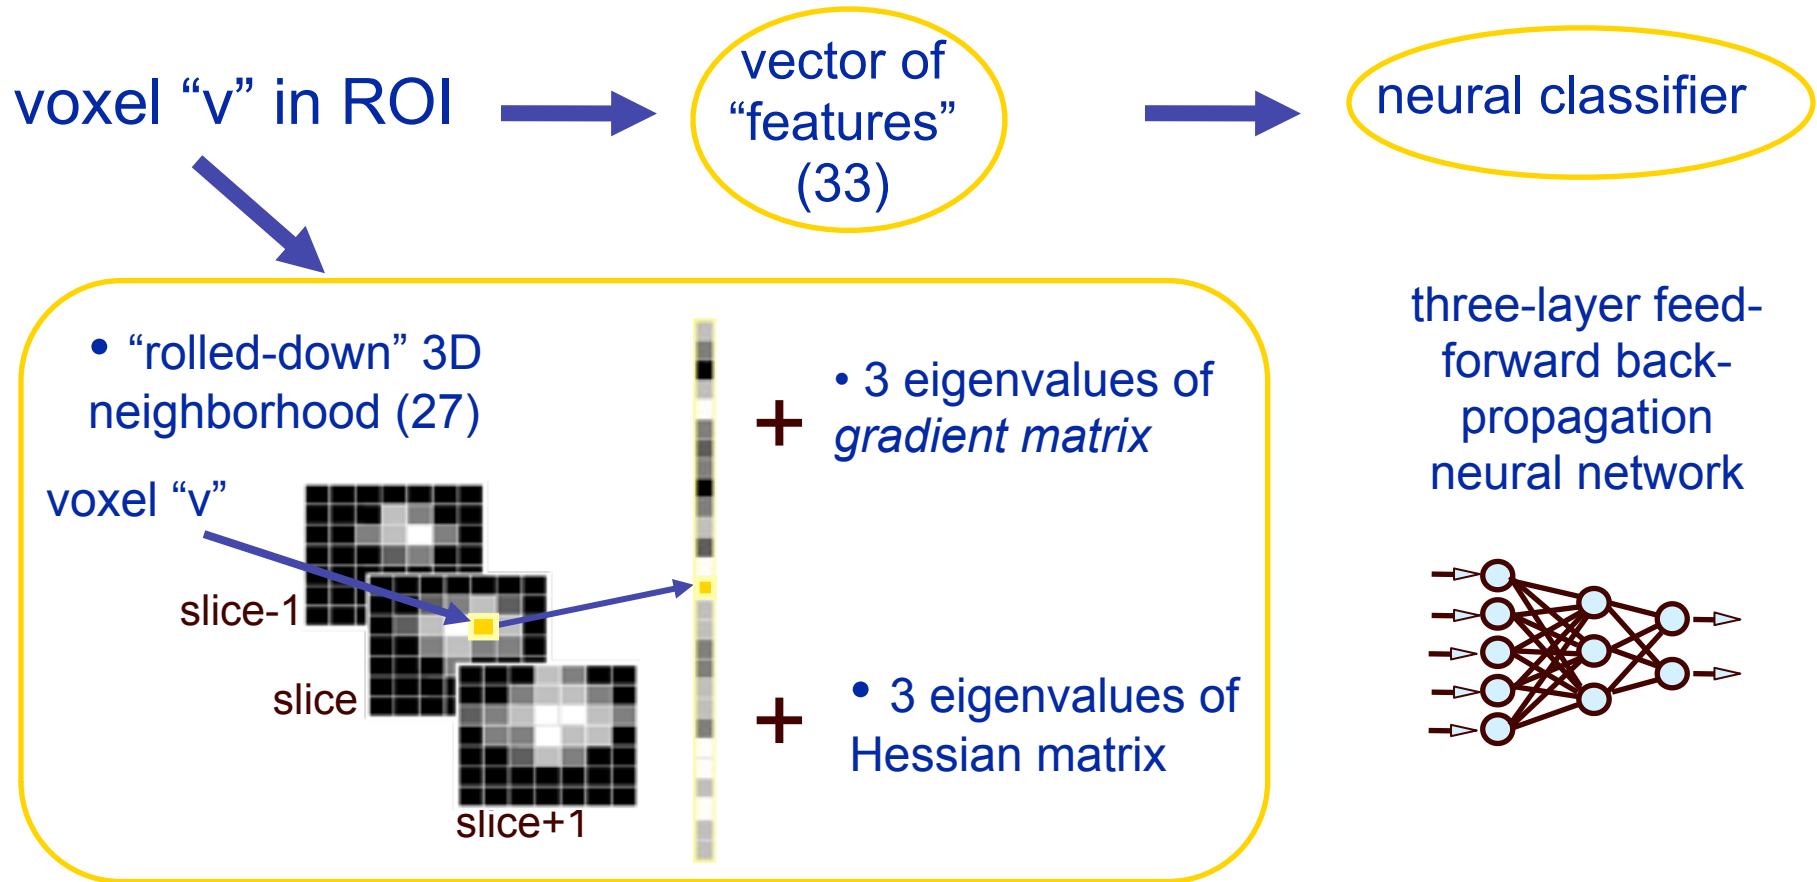 voxel “v” in ROI
vector of
“features”
(33)
neural classifier
• “rolled-down” 3D
neighborhood (27)
voxel “v”
slice-1
slice
slice+1
+
• 3 eigenvalues of
gradient matrix
+
• 3 eigenvalues of
Hessian matrix
three-layer feed-
forward back-
propagation
neural network